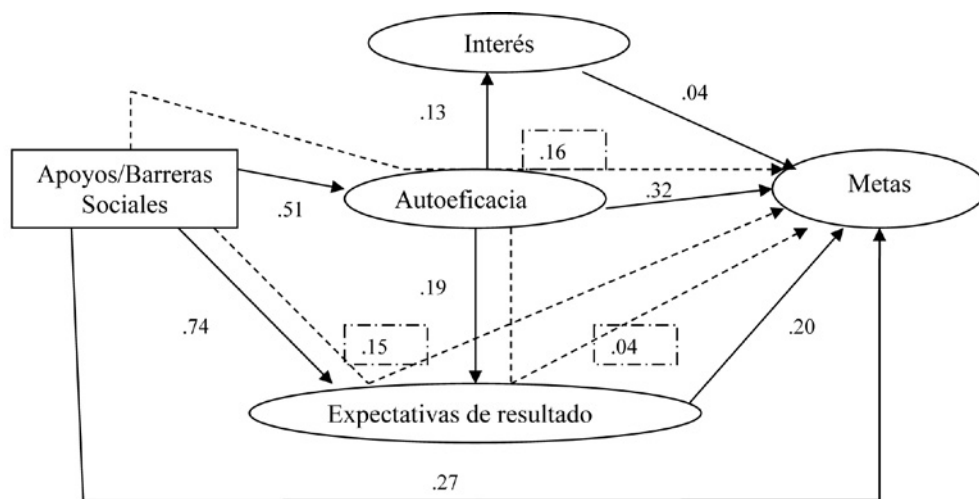 Interés
.04
.13
.16
Apoyos/Barreras
Sociales
.51
Autoeficacia
.32
Metas
.19
.74
.15
.04
.20
Expectativas de resultado
.27